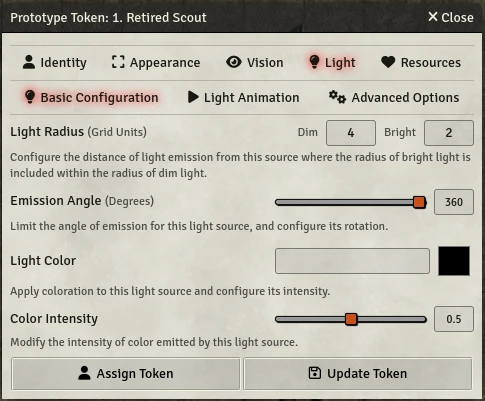 Prototype Token: 1. Retired Scout Close
Identity Appearance Vision Light Resources
Basic Configuration Light Animation Advanced Options
Light Radius (Grid Units) Dim 4 Bright 2
Configure the distance of light emission from this source where the radius of bright light is
included within the radius of dim light.
Emission Angle (Degrees) 360
Limit the angle of emission for this light source, and configure its rotation.
Light Color
Apply coloration to this light source and configure its intensity.
Color Intensity 0.5
Modify the intensity of color emitted by this light source.
Assign Token Update Token